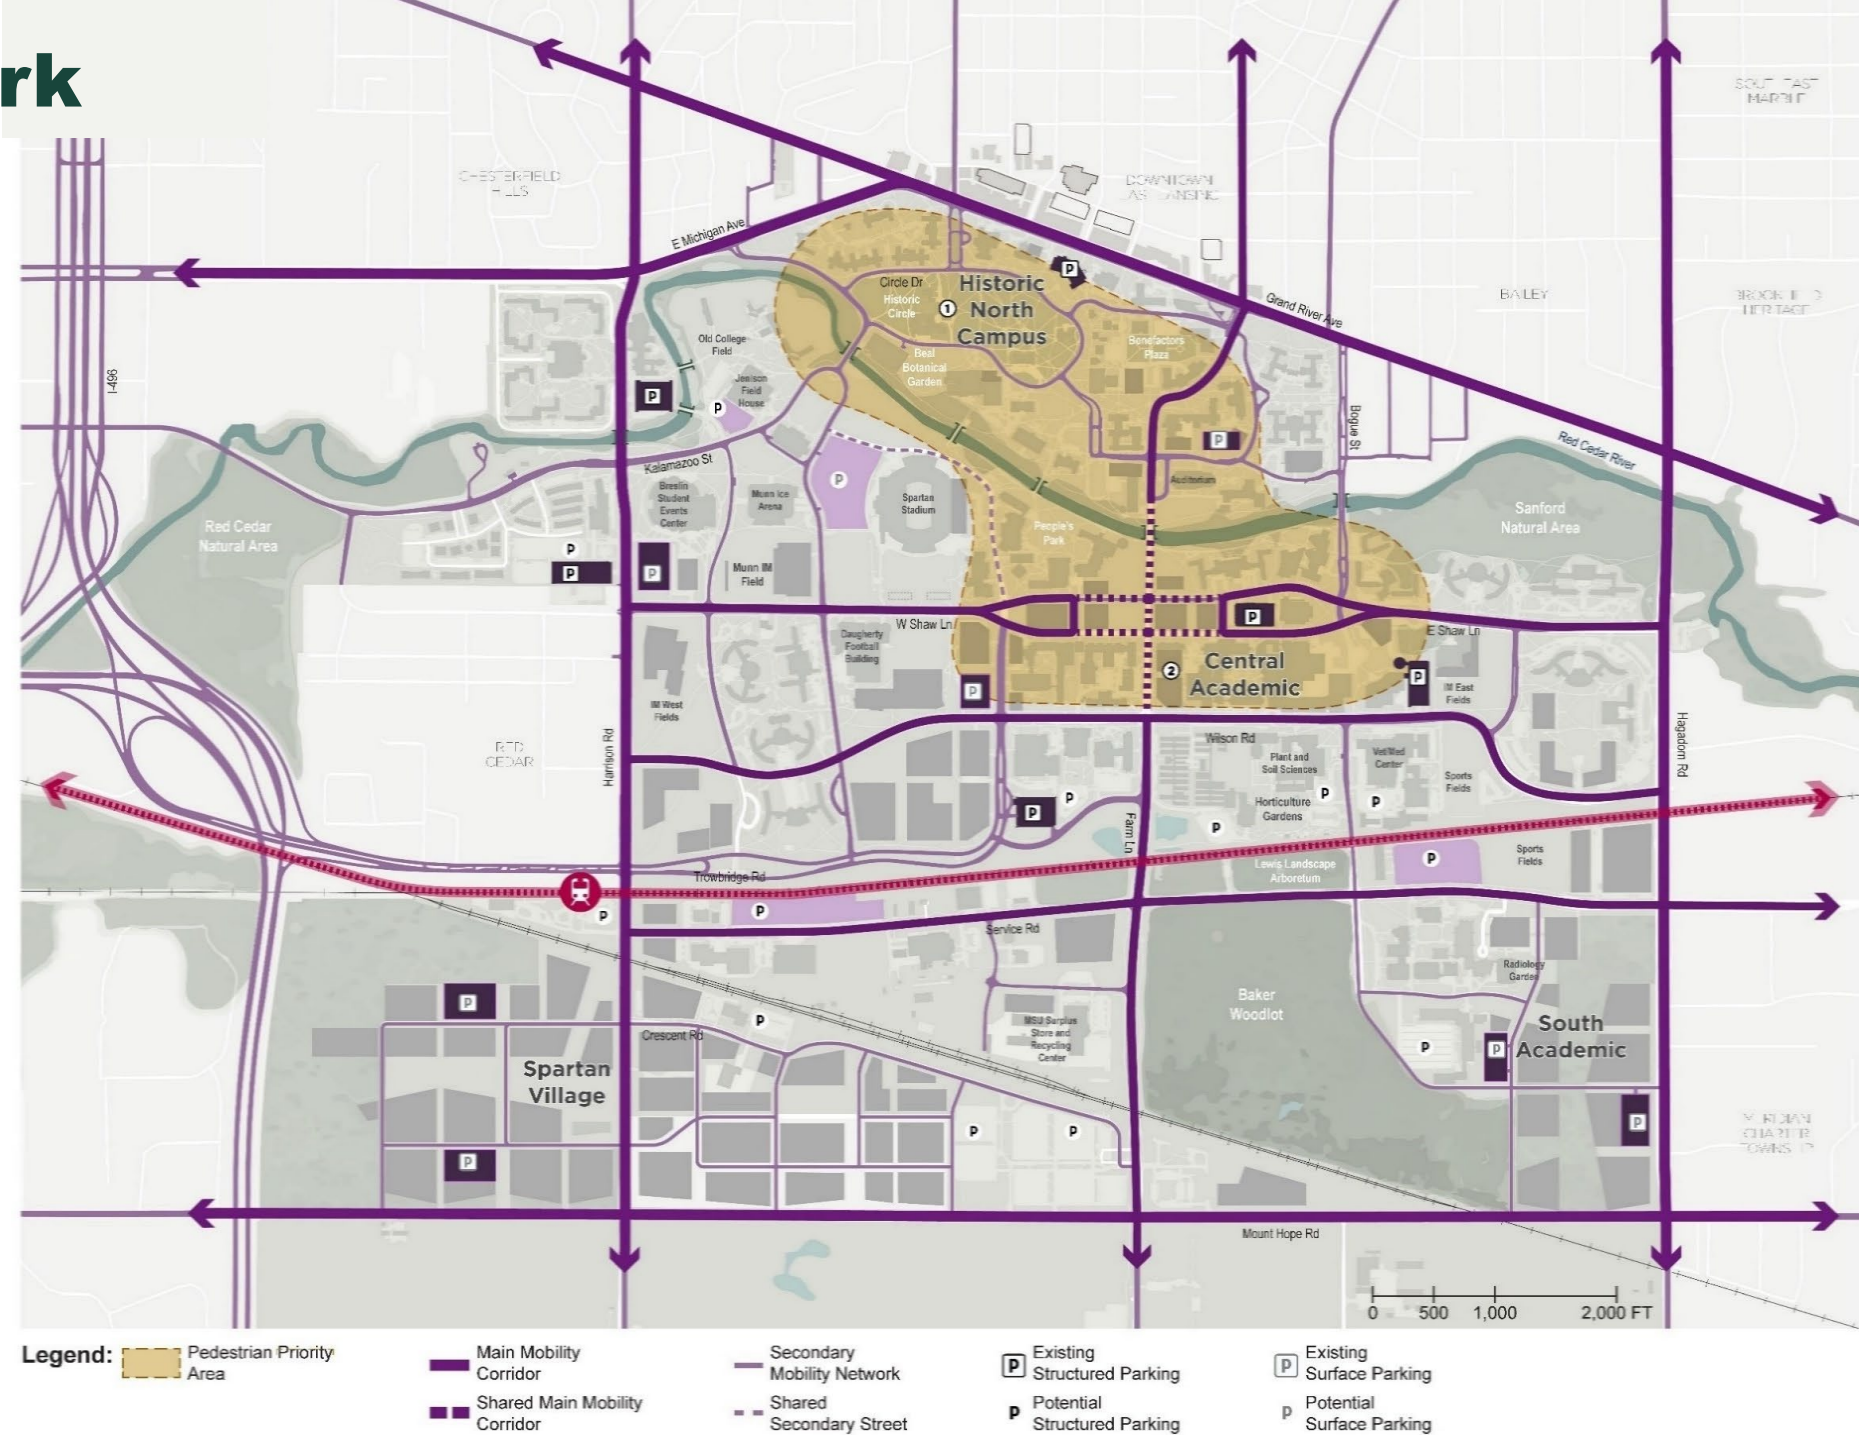 rk
CHESTERFIELD
HILLS
DOWNTOWN
EAST LANSING
E Michigan Ave
Circle Dr
Historic
Circle
1
Historic
North
Campus
P
Grand River Ave
BAILEY
I-496
Old College
Field
Jenison
Field
House
P
P
Beal
Botanical
Garden
Benefactors
Plaza
P
Bogue St
Red Cedar River
Kalamazoo St
P
Auditorium
Breslin
Student
Events
Center
Munn Ice
Arena
Spartan
Stadium
People's
Park
Sanford
Natural Area
Red Cedar
Natural Area
P
P
P
Munn IM
Field
W Shaw Ln
P
E Shaw Ln
Daugherty
Football
Building
2
Central
Academic
P
P
IM East
Fields
IM West
Fields
RED
CEDAR
Harrison Rd
Wilson Rd
Hagadorn Rd
Plant and
Soil Sciences
Vet/Med
Center
Sports
Fields
P
P
P
P
Horticulture
Gardens
P
Farm Ln
Lewis Landscape
Arboretum
P
Sports
Fields
Trowbridge Rd
P
P
Service Rd
Radiology
Garden
P
P
Baker
Woodlot
MSU Surplus
Store and
Recycling
Center
Crescent Rd
South
Academic
P
P
Spartan
Village
P
P
P
P
Mount Hope Rd
0 500 1,000 2,000 FT
Legend:
Pedestrian Priority
Area
Main Mobility
Corridor
Shared Main Mobility
Corridor
Secondary
Mobility Network
Shared
Secondary Street
P
Existing
Structured Parking
P
Potential
Structured Parking
P
Existing
Surface Parking
P
Potential
Surface Parking